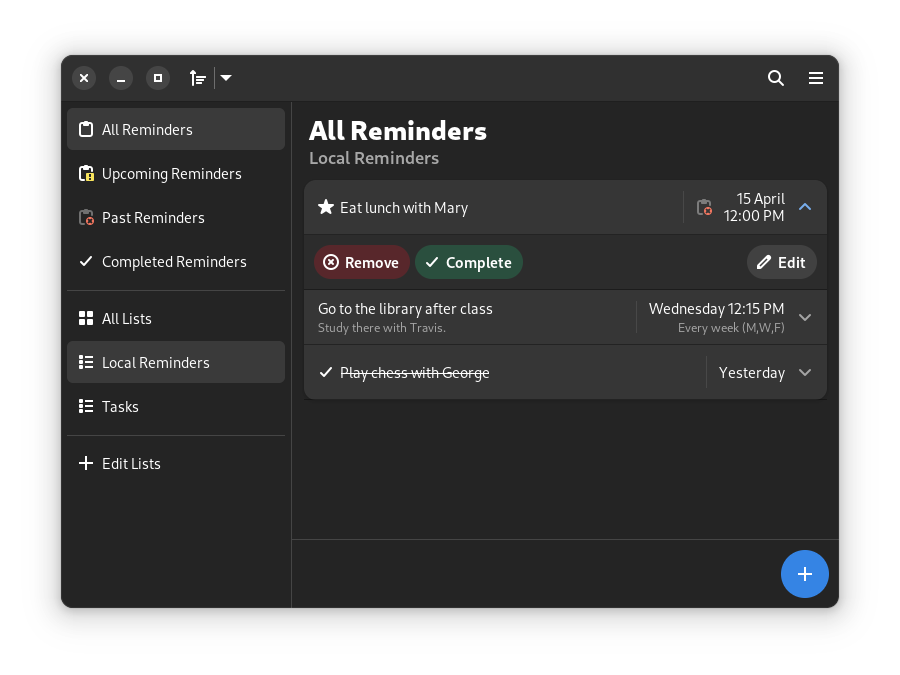 All Reminders
Upcoming Reminders
Past Reminders
Completed Reminders
All Lists
Local Reminders
Tasks
Edit Lists
All Reminders
Local Reminders
Eat lunch with Mary
15 April
12:00 PM
Remove
Complete
Edit
Go to the library after class
Study there with Travis.
Wednesday 12:15 PM
Every week (M,W,F)
Play chess with George
Yesterday